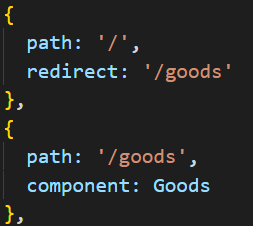 {
  path: '/',
  redirect: '/goods'
},
{
  path: '/goods',
  component: Goods
},